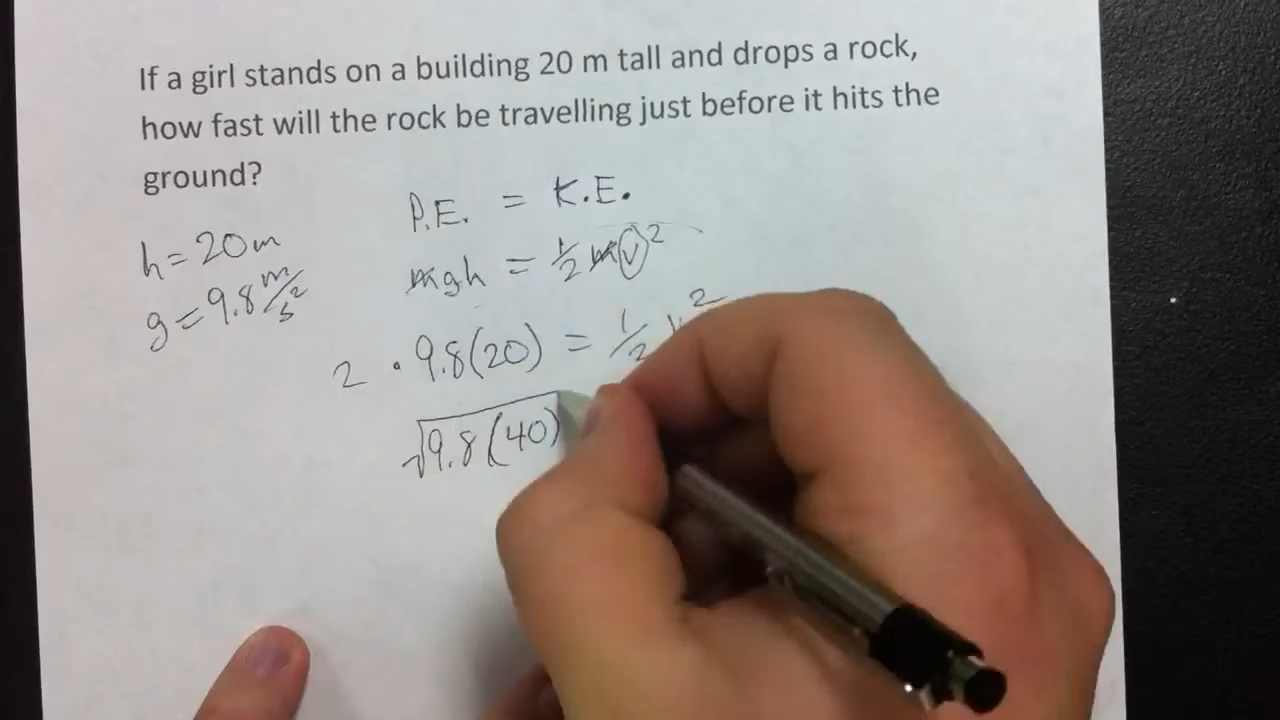 If a girl stands on a building 20 m tall and drops a rock,
how fast will the rock be travelling just before it hits the
ground?
P.E. = K.E.
h = 20m
mgh = 1/2 mv²
g = 9.8 m/s²
2 · 9.8(20) = 1/2 v²
√9.8(40)